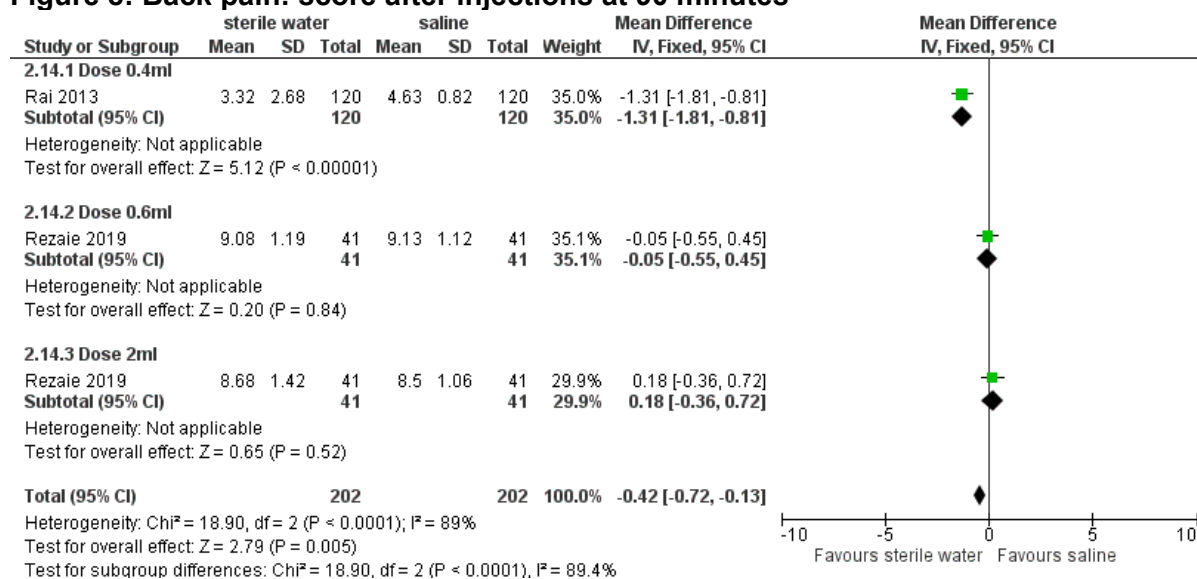 Figure 5: Back pain: score after injections at 90 minutes
sterile water saline Mean Difference Mean Difference
Study or Subgroup Mean SD Total Mean SD Total Weight IV, Fixed, 95% CI IV, Fixed, 95% CI
2.14.1 Dose 0.4ml
Rai 2013 3.32 2.68 120 4.63 0.82 120 35.0% -1.31 [-1.81, -0.81]
Subtotal (95% CI) 120 120 35.0% -1.31 [-1.81, -0.81]
Heterogeneity: Not applicable
Test for overall effect: Z = 5.12 (P < 0.00001)
2.14.2 Dose 0.6ml
Rezaie 2019 9.08 1.19 41 9.13 1.12 41 35.1% -0.05 [-0.55, 0.45]
Subtotal (95% CI) 41 41 35.1% -0.05 [-0.55, 0.45]
Heterogeneity: Not applicable
Test for overall effect: Z = 0.20 (P = 0.84)
2.14.3 Dose 2ml
Rezaie 2019 8.68 1.42 41 8.5 1.06 41 29.9% 0.18 [-0.36, 0.72]
Subtotal (95% CI) 41 41 29.9% 0.18 [-0.36, 0.72]
Heterogeneity: Not applicable
Test for overall effect: Z = 0.65 (P = 0.52)
Total (95% CI) 202 202 100.0% -0.42 [-0.72, -0.13]
Heterogeneity: Chi² = 18.90, df = 2 (P < 0.0001); I² = 89%
Test for overall effect: Z = 2.79 (P = 0.005)
Test for subgroup differences: Chi² = 18.90, df = 2 (P < 0.0001), I² = 89.4%
-10 -5 0 5 10
Favours sterile water Favours saline